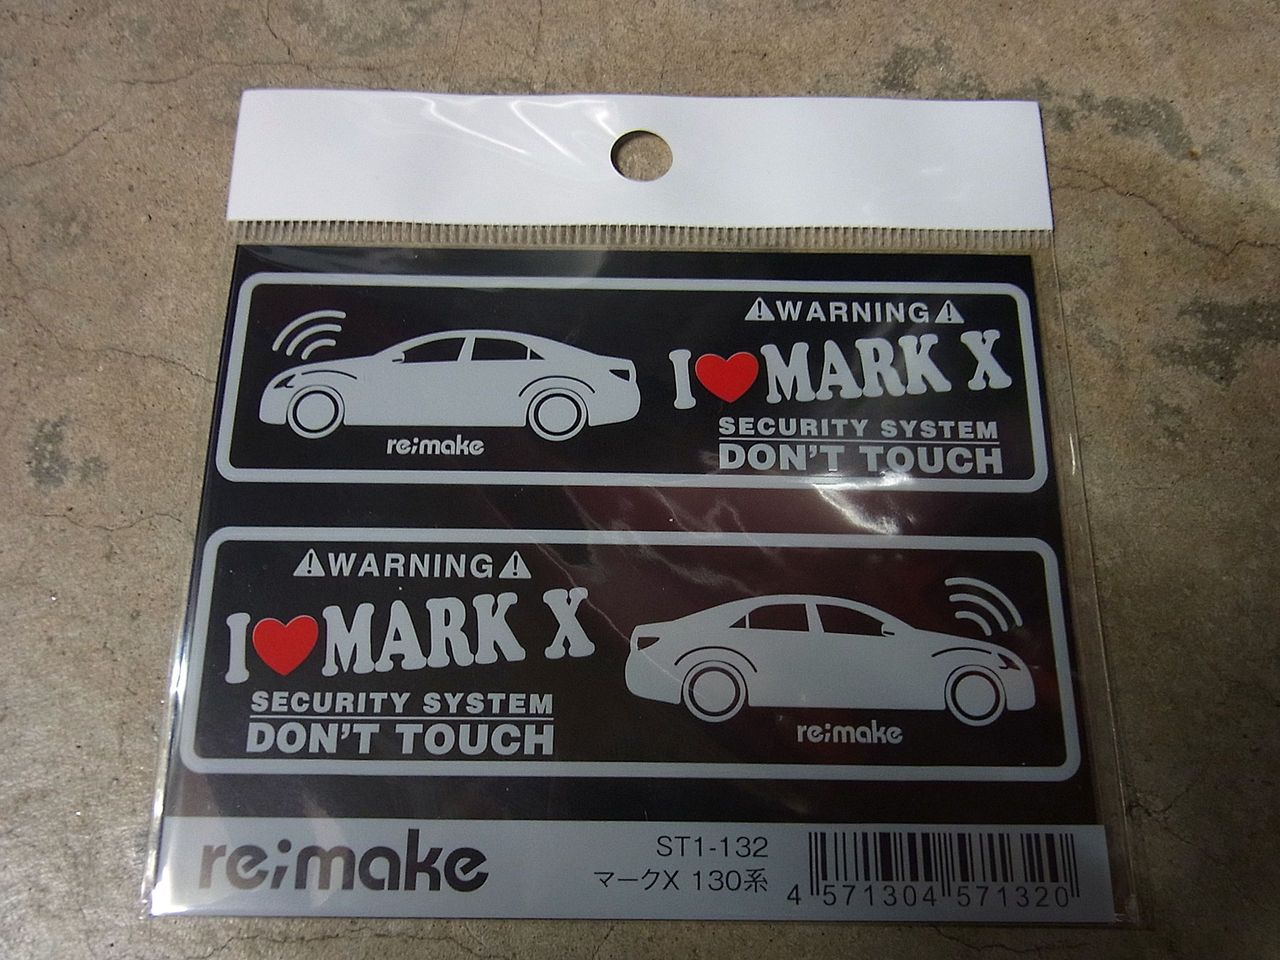 ⚠WARNING⚠
I❤MARK X
SECURITY SYSTEM
DON'T TOUCH
re;make
⚠WARNING⚠
I❤MARK X
SECURITY SYSTEM
DON'T TOUCH
re;make
re;make
ST1-132
マークX 130系
4 571304 571320